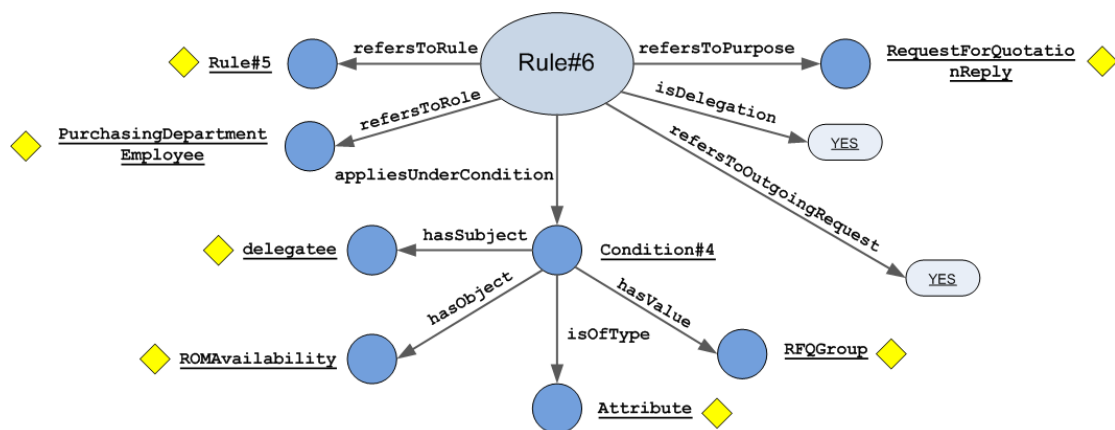 refersToRule
Rule#6
refersToPurpose
RequestForQuotatio
nReply
Rule#5
isDelegation
refersToRole
PurchasingDepartment
Employee
YES
appliesUnderCondition
refersToOutgoingRequest
delegatee
hasSubject
Condition#4
YES
hasObject
hasValue
isOfType
ROMAvailability
RFQGroup
Attribute